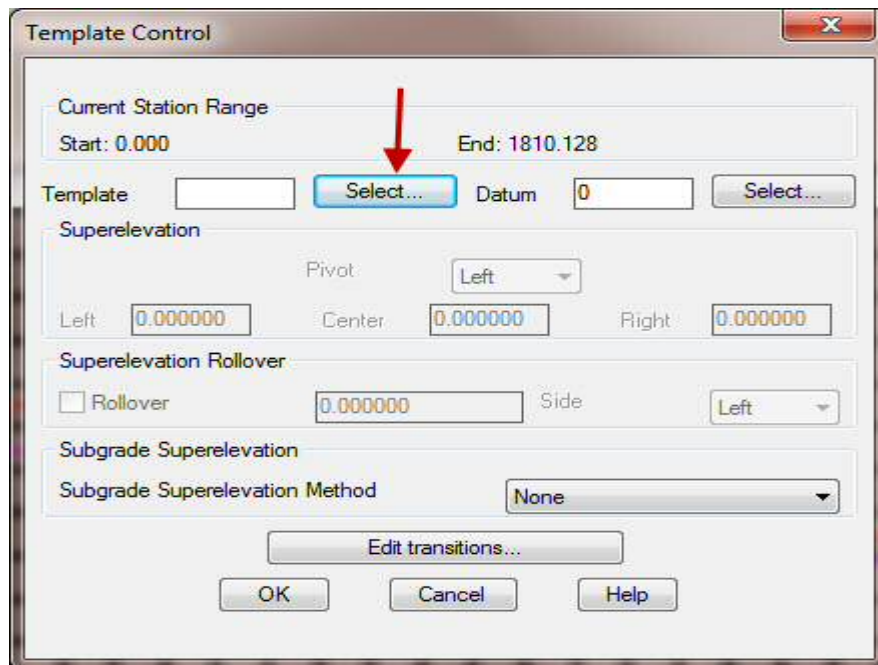 Template Control
Current Station Range
Start: 0.000 End: 1810.128
Template Select... Datum 0 Select...
Superelevation
Pivot Left
Left 0.000000 Center 0.000000 Right 0.000000
Superelevation Rollover
Rollover 0.000000 Side Left
Subgrade Superelevation
Subgrade Superelevation Method None
Edit transitions...
OK Cancel Help